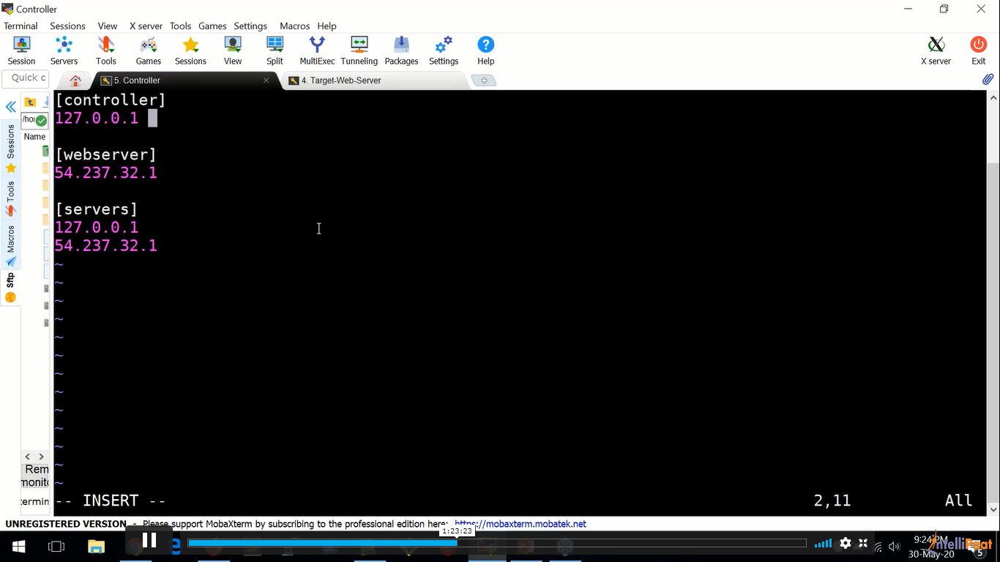 Controller
Terminal Sessions View X server Tools Games Settings Macros Help
Session Servers Tools Games Sessions View Split MultiExec Tunneling Packages Settings Help X server Exit
Quick c
5. Controller
4. Target-Web-Server
/ho
Name
Sessions
Tools
Macros
Sftp
[controller]
127.0.0.1
[webserver]
54.237.32.1
[servers]
127.0.0.1
54.237.32.1
~
~
~
~
~
~
~
~
~
~
~
~
~
Rem
monito
termin
-- INSERT -- 2,11 All
UNREGISTERED VERSION - Please support MobaXterm by subscribing to the professional edition here: https://mobaxterm.mobatek.net
1:23:23
9:24 PM
30-May-20
5
intelliPaat